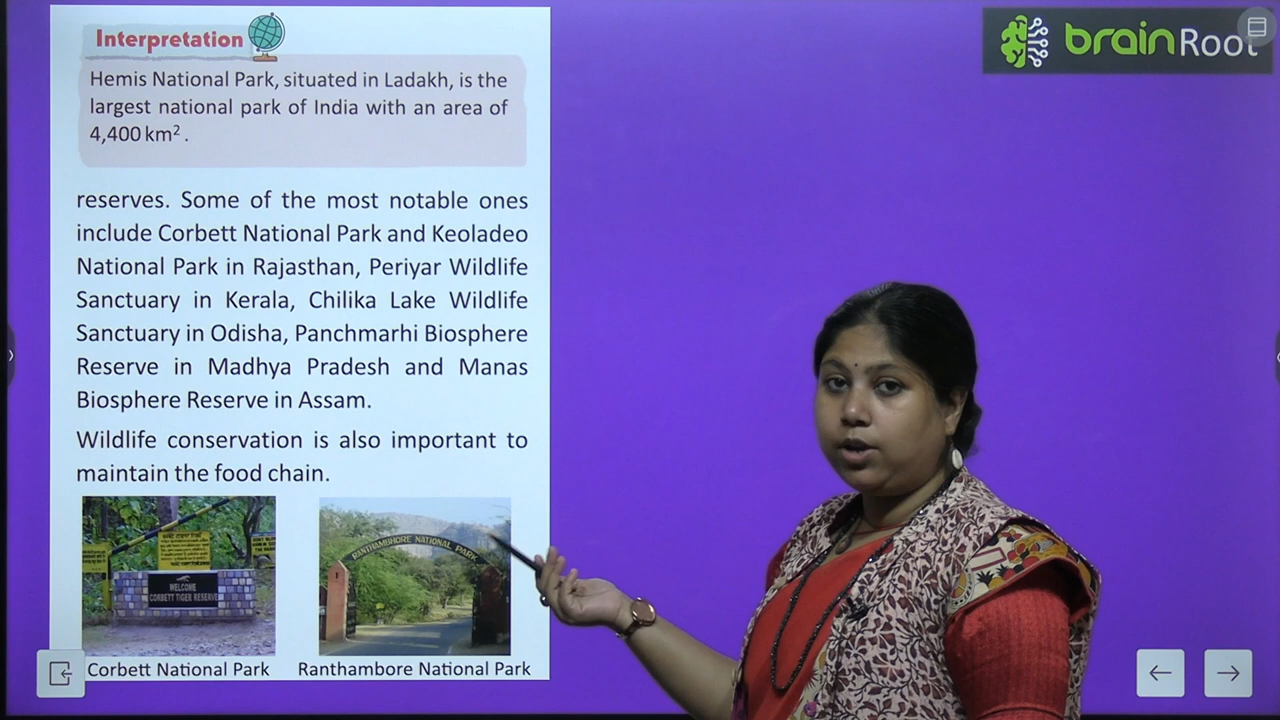 Interpretation
Hemis National Park, situated in Ladakh, is the
largest national park of India with an area of
4,400 km².
reserves. Some of the most notable ones
include Corbett National Park and Keoladeo
National Park in Rajasthan, Periyar Wildlife
Sanctuary in Kerala, Chilika Lake Wildlife
Sanctuary in Odisha, Panchmarhi Biosphere
Reserve in Madhya Pradesh and Manas
Biosphere Reserve in Assam.
Wildlife conservation is also important to
maintain the food chain.
WELCOME
CORBETT TIGER RESERVE
RANTHAMBHORE NATIONAL PARK
Corbett National Park
Ranthambore National Park
brainRoot